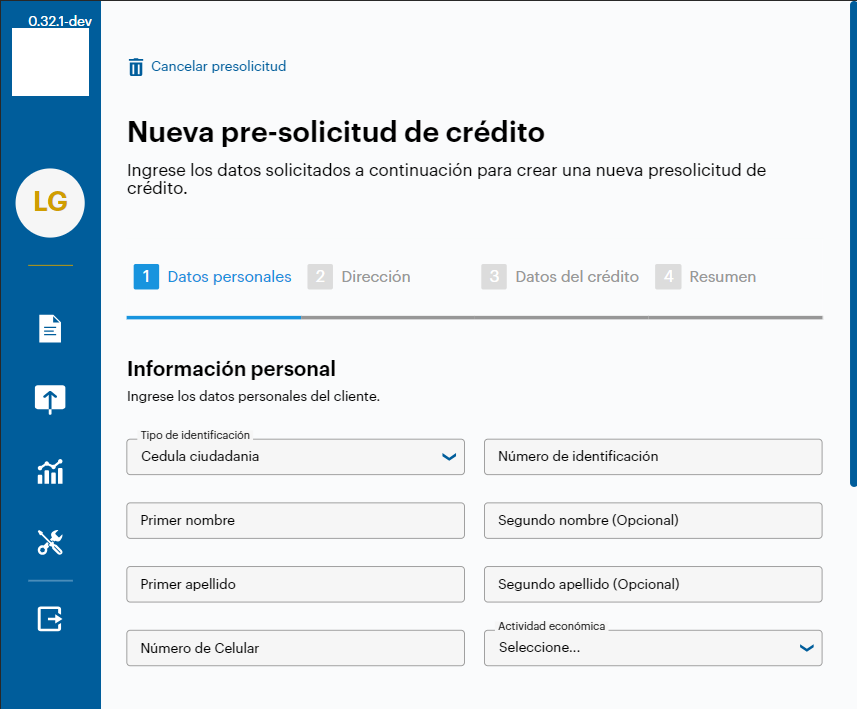 0.32.1-dev
Cancelar presolicitud
LG
Nueva pre-solicitud de crédito
Ingrese los datos solicitados a continuación para crear una nueva presolicitud de
crédito.
1 Datos personales 2 Dirección 3 Datos del crédito 4 Resumen
Información personal
Ingrese los datos personales del cliente.
Tipo de identificación
Cedula ciudadania
Número de identificación
Primer nombre
Segundo nombre (Opcional)
Primer apellido
Segundo apellido (Opcional)
Número de Celular
Actividad económica
Seleccione...